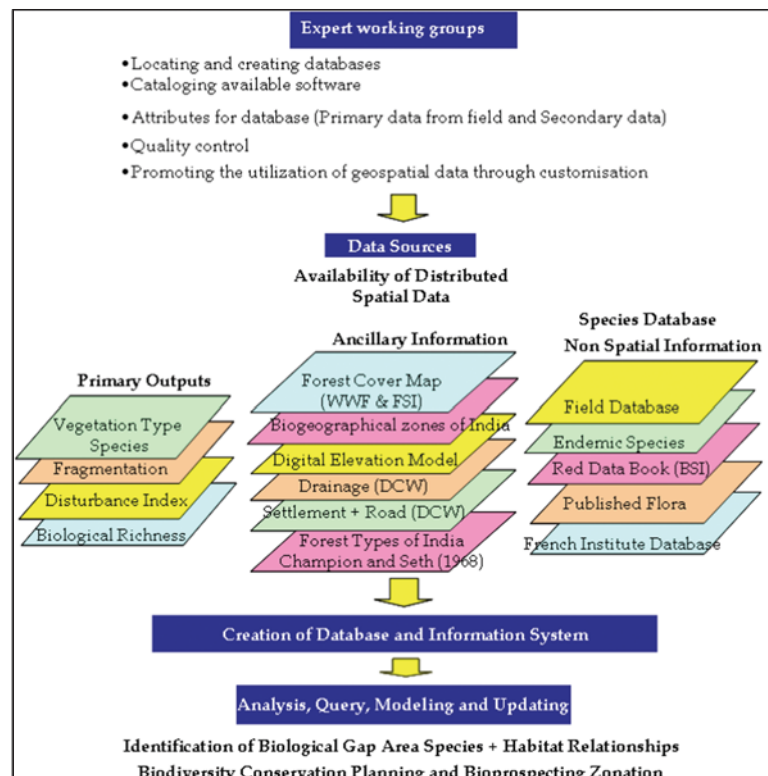 Expert working groups
•Locating and creating databases
•Cataloging available software
•Attributes for database (Primary data from field and Secondary data)
•Quality control
•Promoting the utilization of geospatial data through customisation
Data Sources
Availability of Distributed
Spatial Data
Primary Outputs
Vegetation Type
Species
Fragmentation
Disturbance Index
Biological Richness
Ancillary Information
Forest Cover Map
(WWF & FSI)
Biogeographical zones of India
Digital Elevation Model
Drainage (DCW)
Settlement + Road (DCW)
Forest Types of India
Champion and Seth (1968)
Species Database
Non Spatial Information
Field Database
Endemic Species
Red Data Book (BSI)
Published Flora
French Institute Database
Creation of Database and Information System
Analysis, Query, Modeling and Updating
Identification of Biological Gap Area Species + Habitat Relationships
Biodiversity Conservation Planning and Bioprospecting Zonation